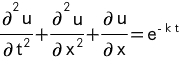 ∂²u/∂t² + ∂²u/∂x² + ∂u/∂x = e^{-kt}